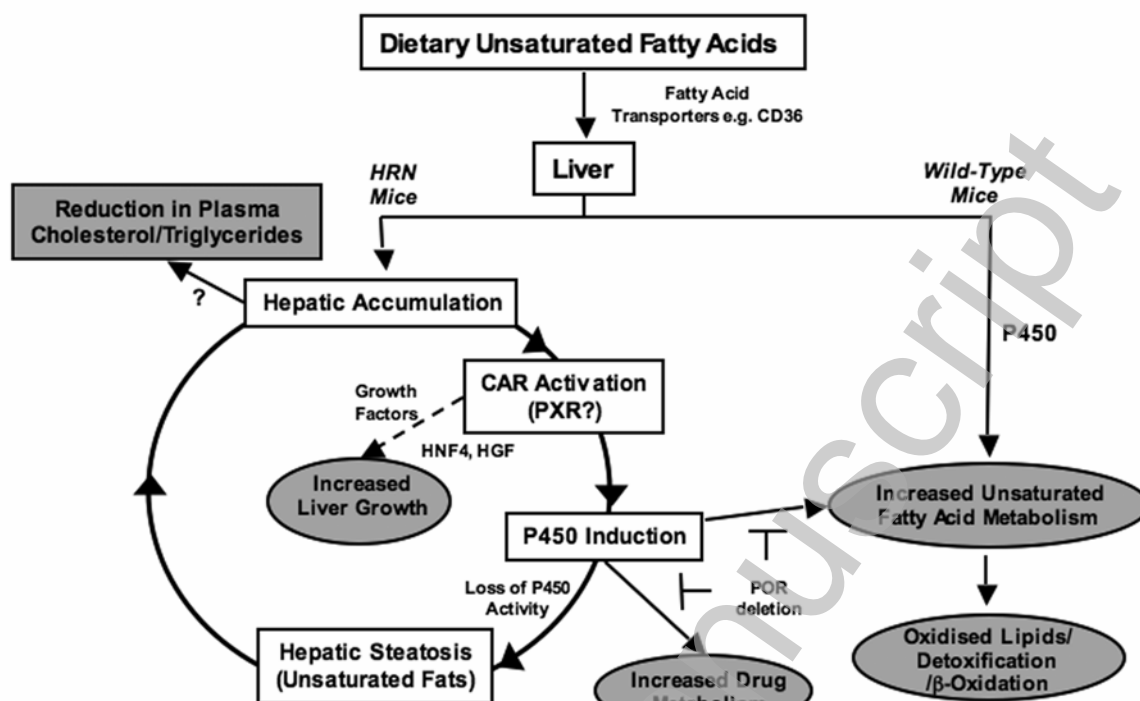 Dietary Unsaturated Fatty Acids
Fatty Acid
Transporters e.g. CD36
Liver
HRN
Mice
Wild-Type
Mice
Reduction in Plasma
Cholesterol/Triglycerides
?
Hepatic Accumulation
P450
CAR Activation
(PXR?)
Growth
Factors
HNF4, HGF
Increased
Liver Growth
Increased Unsaturated
Fatty Acid Metabolism
P450 Induction
Loss of P450
Activity
POR
deletion
Hepatic Steatosis
(Unsaturated Fats)
Increased Drug
Metabolism
Oxidised Lipids/
Detoxification
/β-Oxidation
nuscript